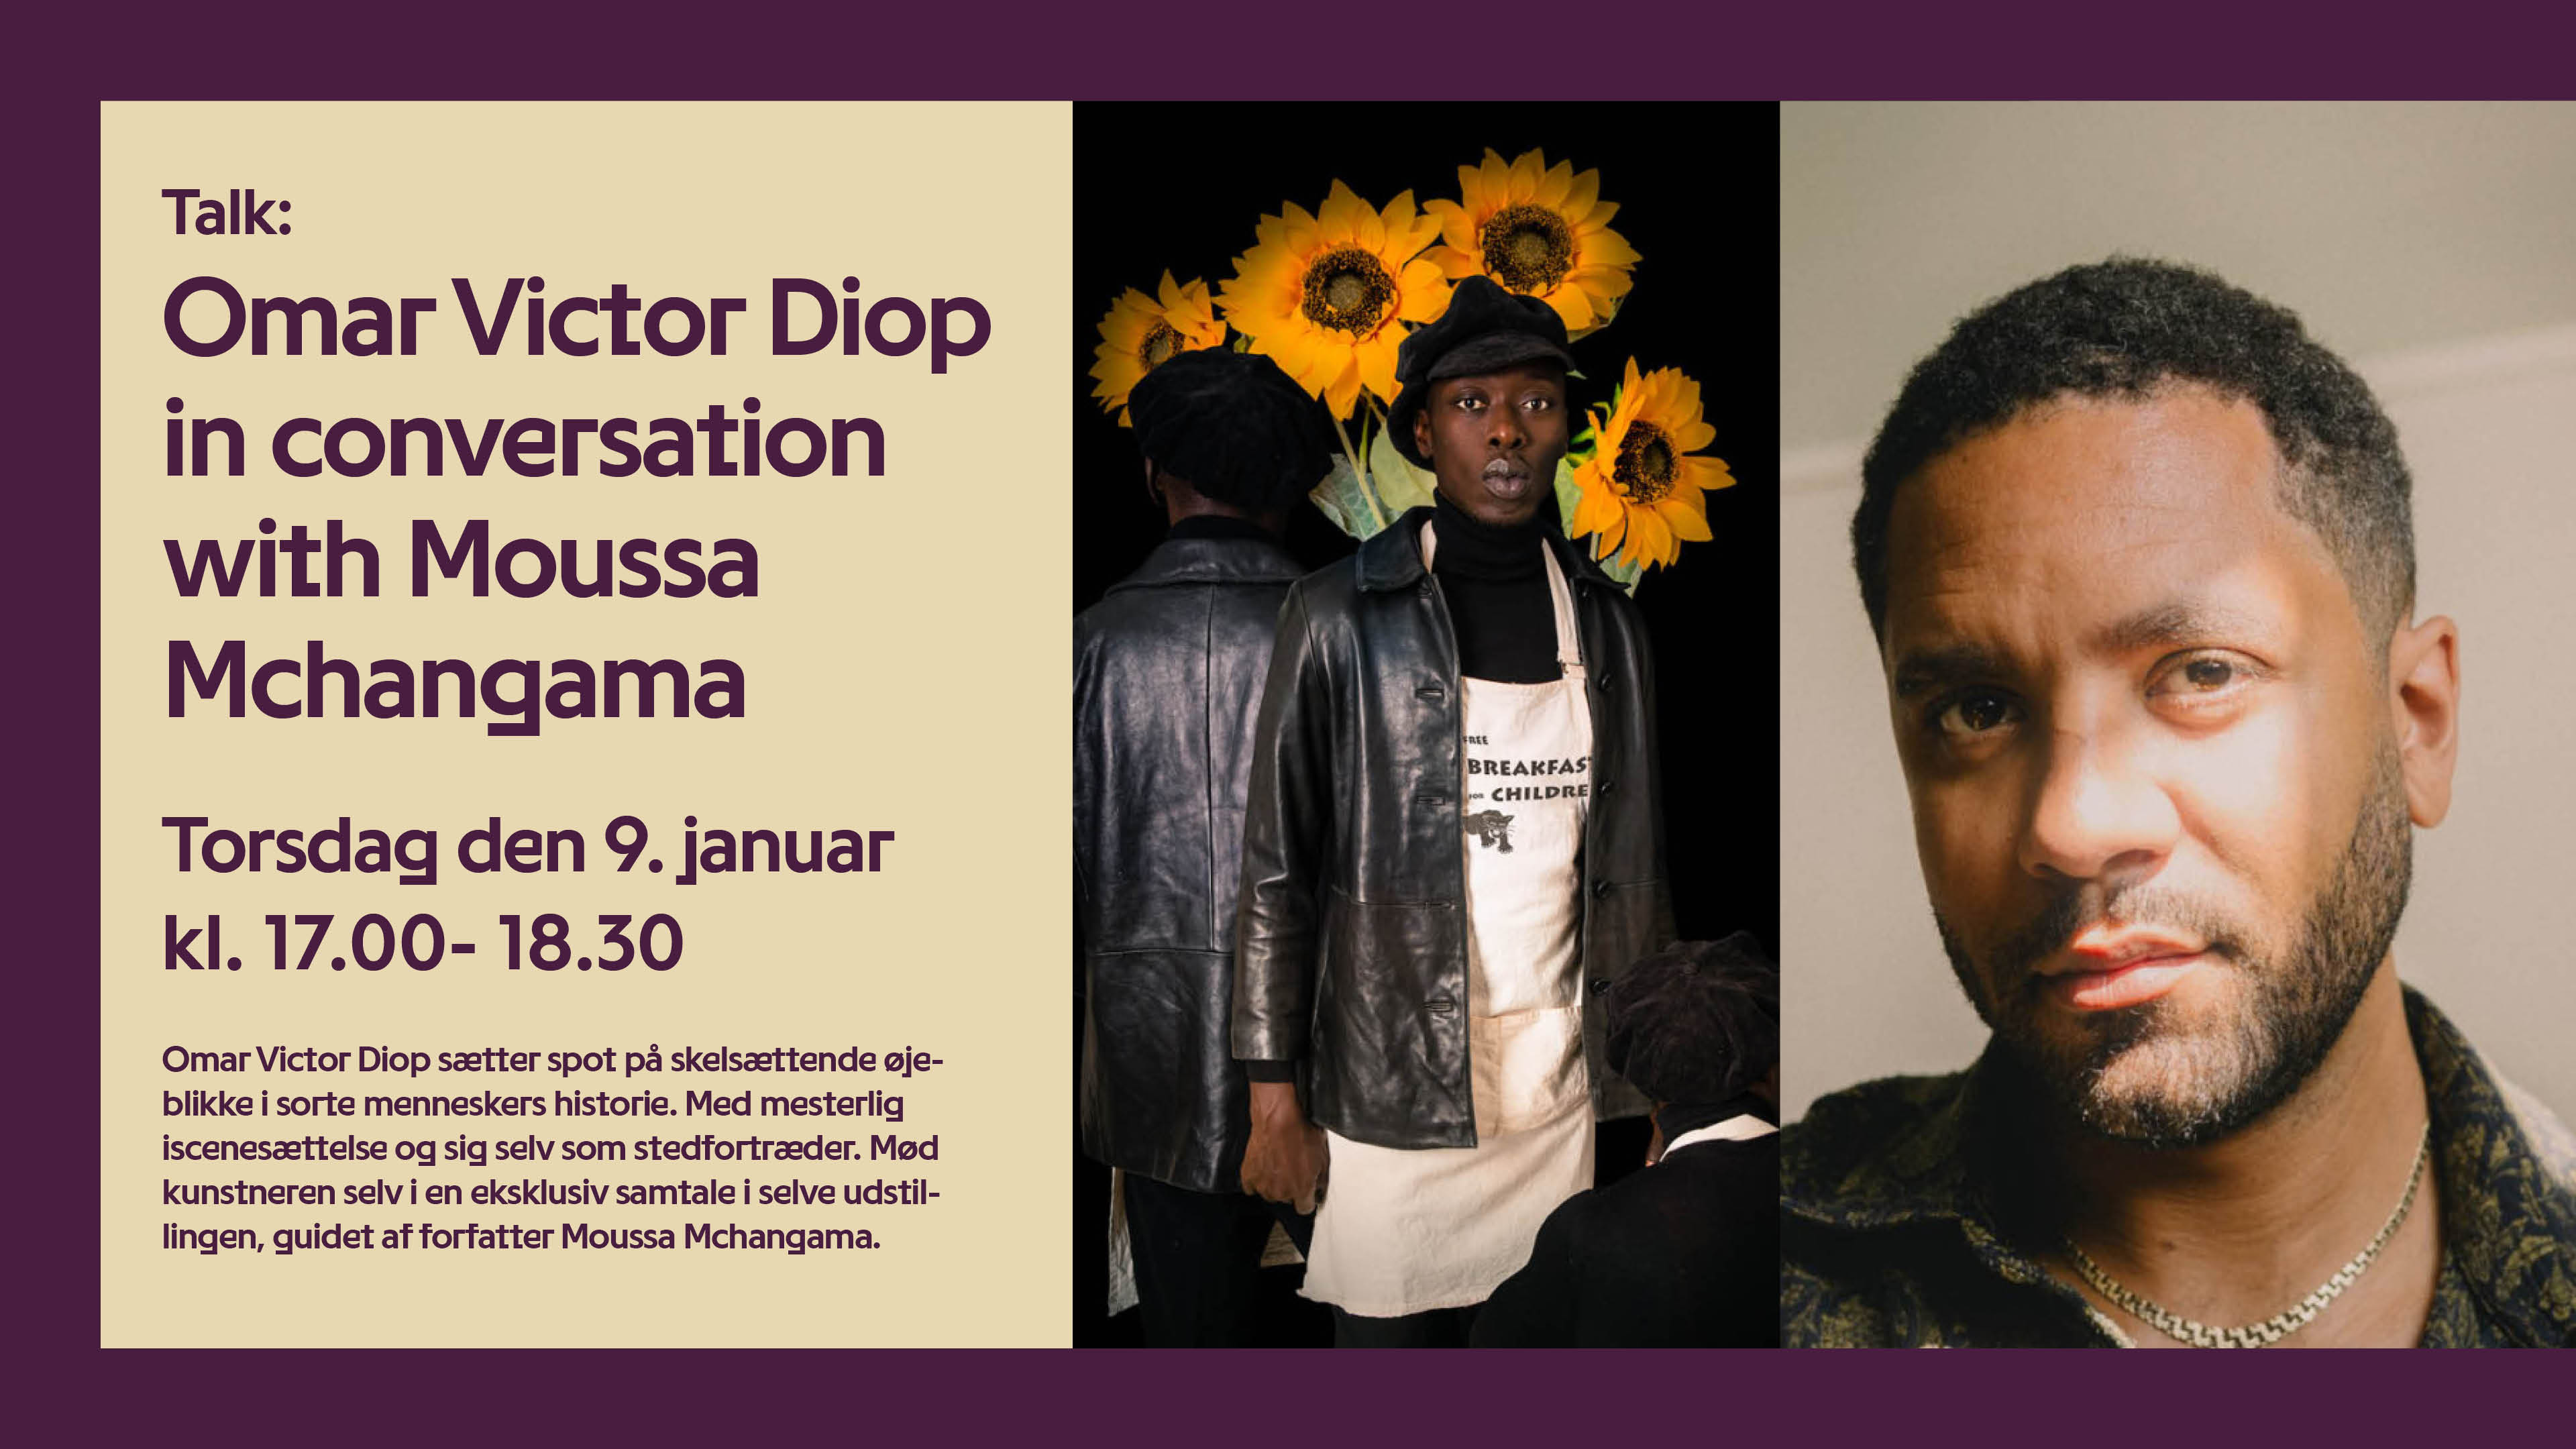 Talk:
Omar Victor Diop
in conversation
with Moussa
Mchangama
Torsdag den 9. januar
kl. 17.00- 18.30
Omar Victor Diop sætter spot på skelsættende øje-
blikke i sorte menneskers historie. Med mesterlig
iscenesættelse og sig selv som stedfortræder. Mød
kunstneren selv i en eksklusiv samtale i selve udstil-
lingen, guidet af forfatter Moussa Mchangama.
FREE
BREAKFAST
FOR CHILDRE